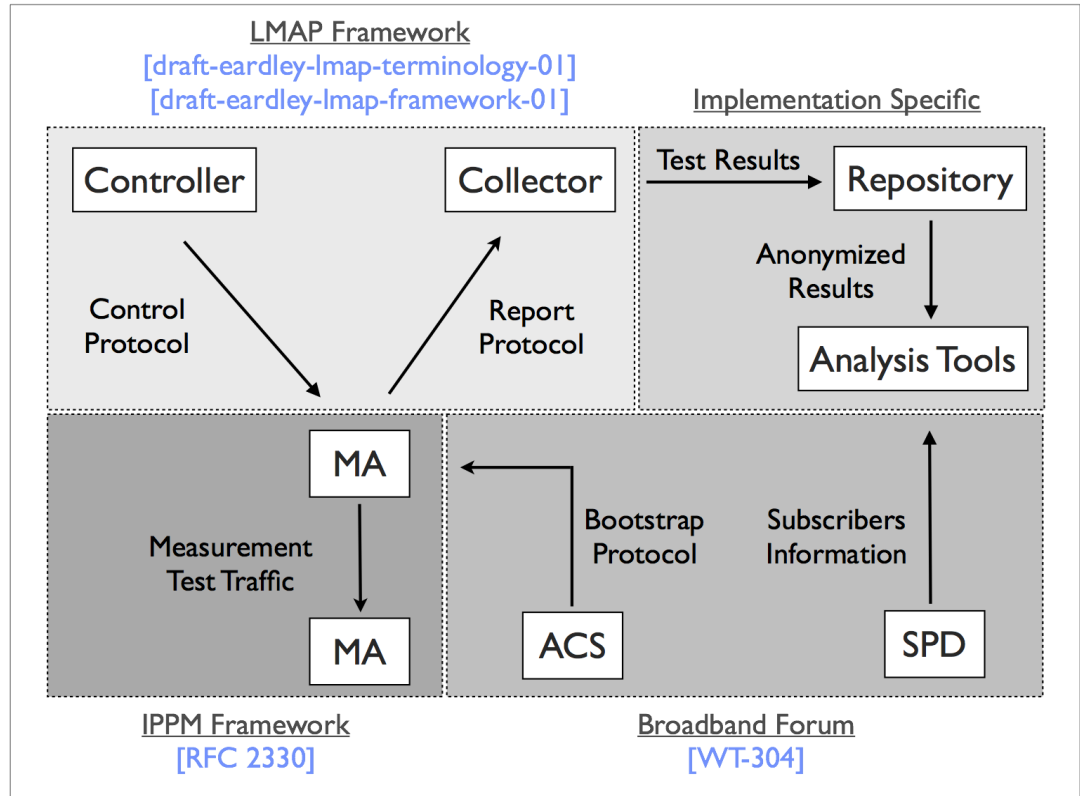 LMAP Framework
[draft-eardley-lmap-terminology-01]
[draft-eardley-lmap-framework-01]
Implementation Specific
Controller
Collector
Test Results
Repository
Control
Protocol
Report
Protocol
Anonymized
Results
Analysis Tools
MA
Measurement
Test Traffic
MA
Bootstrap
Protocol
Subscribers
Information
ACS
SPD
IPPM Framework
[RFC 2330]
Broadband Forum
[WT-304]